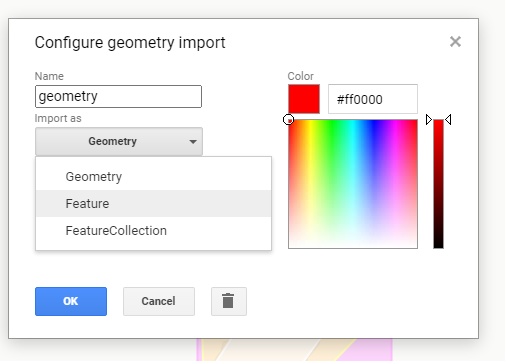 Configure geometry import
Name
geometry
Import as
Geometry
Geometry
Feature
FeatureCollection
Color
#ff0000
OK
Cancel